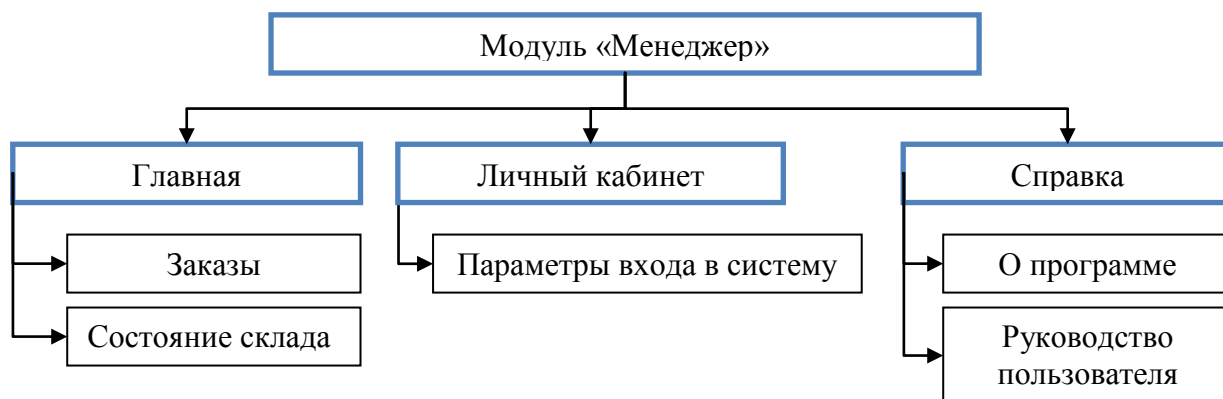 Модуль «Менеджер»
Главная
Личный кабинет
Справка
Заказы
Параметры входа в систему
О программе
Состояние склада
Руководство
пользователя